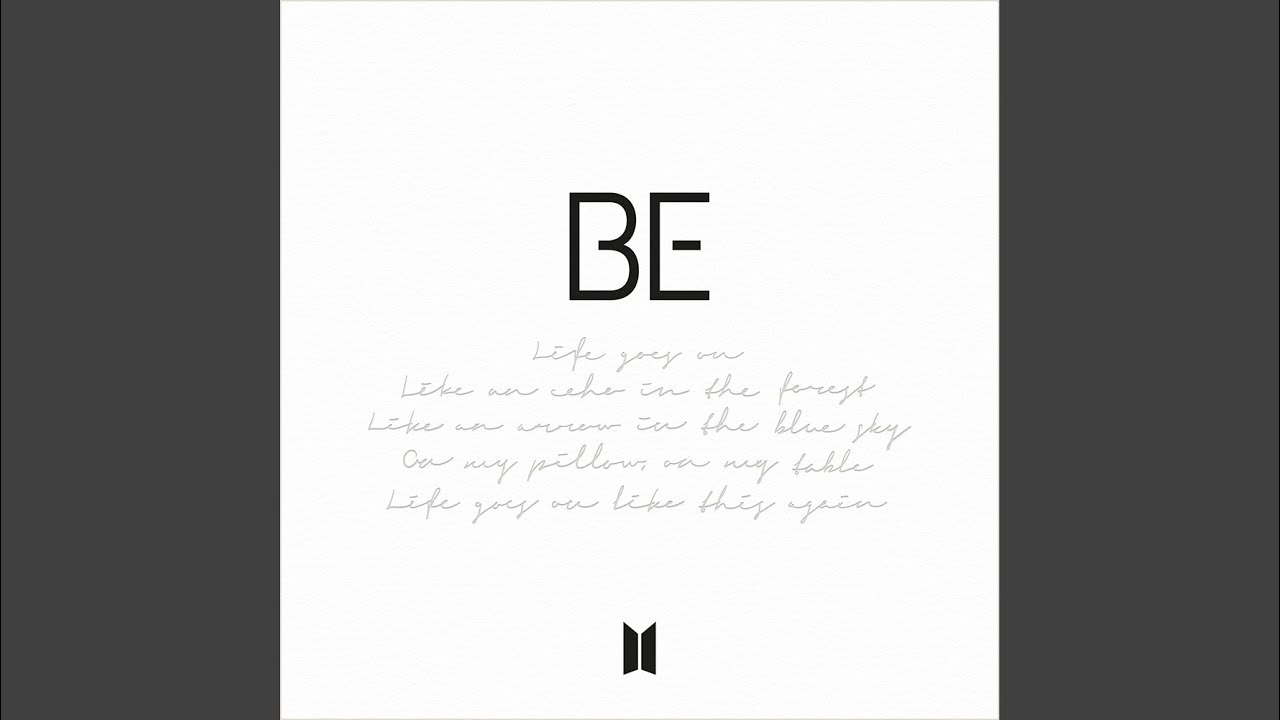 BE
Life goes on
Like an echo in the forest
Like an arrow in the blue sky
On my pillow, on my table
Life goes on like this again